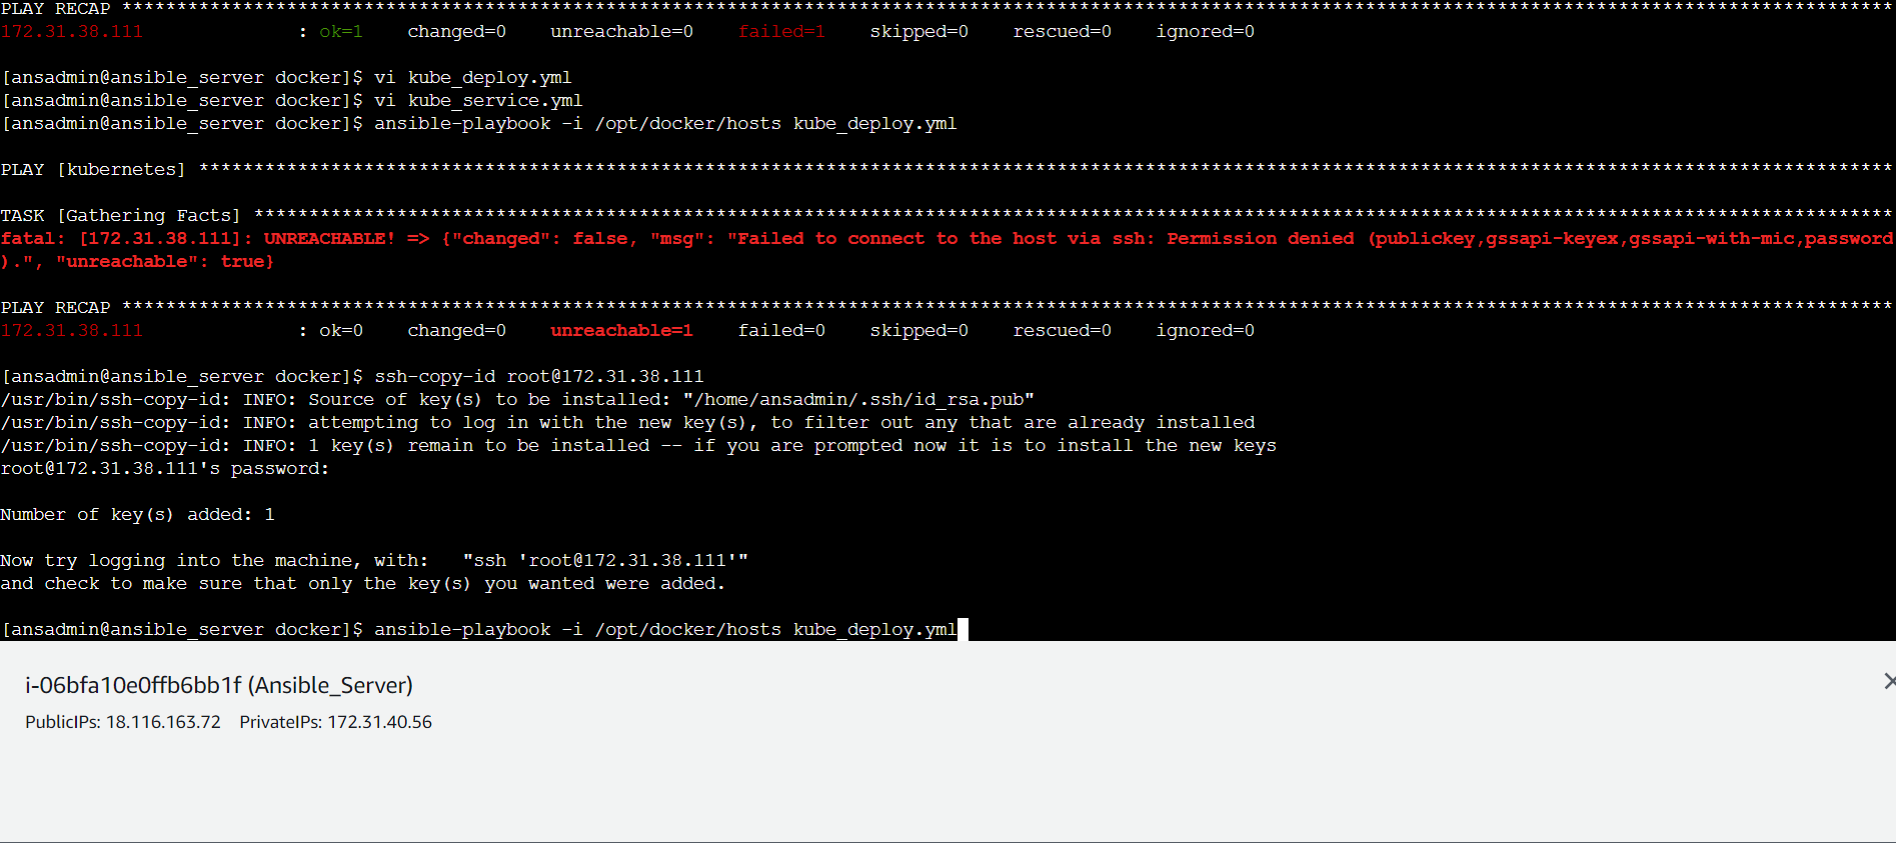 PLAY RECAP ******************************************************************************************************************************************************************
172.31.38.111              : ok=1    changed=0    unreachable=0    failed=1    skipped=0    rescued=0    ignored=0
[ansadmin@ansible_server docker]$ vi kube_deploy.yml
[ansadmin@ansible_server docker]$ vi kube_service.yml
[ansadmin@ansible_server docker]$ ansible-playbook -i /opt/docker/hosts kube_deploy.yml
PLAY [kubernetes] ***********************************************************************************************************************************************************
TASK [Gathering Facts] ******************************************************************************************************************************************************
fatal: [172.31.38.111]: UNREACHABLE! => {"changed": false, "msg": "Failed to connect to the host via ssh: Permission denied (publickey,gssapi-keyex,gssapi-with-mic,password
).", "unreachable": true}
PLAY RECAP ******************************************************************************************************************************************************************
172.31.38.111              : ok=0    changed=0    unreachable=1    failed=0    skipped=0    rescued=0    ignored=0
[ansadmin@ansible_server docker]$ ssh-copy-id root@172.31.38.111
/usr/bin/ssh-copy-id: INFO: Source of key(s) to be installed: "/home/ansadmin/.ssh/id_rsa.pub"
/usr/bin/ssh-copy-id: INFO: attempting to log in with the new key(s), to filter out any that are already installed
/usr/bin/ssh-copy-id: INFO: 1 key(s) remain to be installed -- if you are prompted now it is to install the new keys
root@172.31.38.111's password:
Number of key(s) added: 1
Now try logging into the machine, with:   "ssh 'root@172.31.38.111'"
and check to make sure that only the key(s) you wanted were added.
[ansadmin@ansible_server docker]$ ansible-playbook -i /opt/docker/hosts kube_deploy.yml
i-06bfa10e0ffb6bb1f (Ansible_Server)
PublicIPs: 18.116.163.72    PrivateIPs: 172.31.40.56